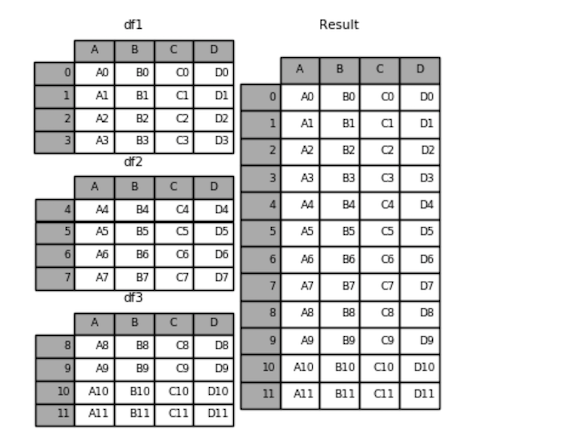 df1
A B C D
0 A0 B0 C0 D0
1 A1 B1 C1 D1
2 A2 B2 C2 D2
3 A3 B3 C3 D3
df2
A B C D
4 A4 B4 C4 D4
5 A5 B5 C5 D5
6 A6 B6 C6 D6
7 A7 B7 C7 D7
df3
A B C D
8 A8 B8 C8 D8
9 A9 B9 C9 D9
10 A10 B10 C10 D10
11 A11 B11 C11 D11
Result
A B C D
0 A0 B0 C0 D0
1 A1 B1 C1 D1
2 A2 B2 C2 D2
3 A3 B3 C3 D3
4 A4 B4 C4 D4
5 A5 B5 C5 D5
6 A6 B6 C6 D6
7 A7 B7 C7 D7
8 A8 B8 C8 D8
9 A9 B9 C9 D9
10 A10 B10 C10 D10
11 A11 B11 C11 D11